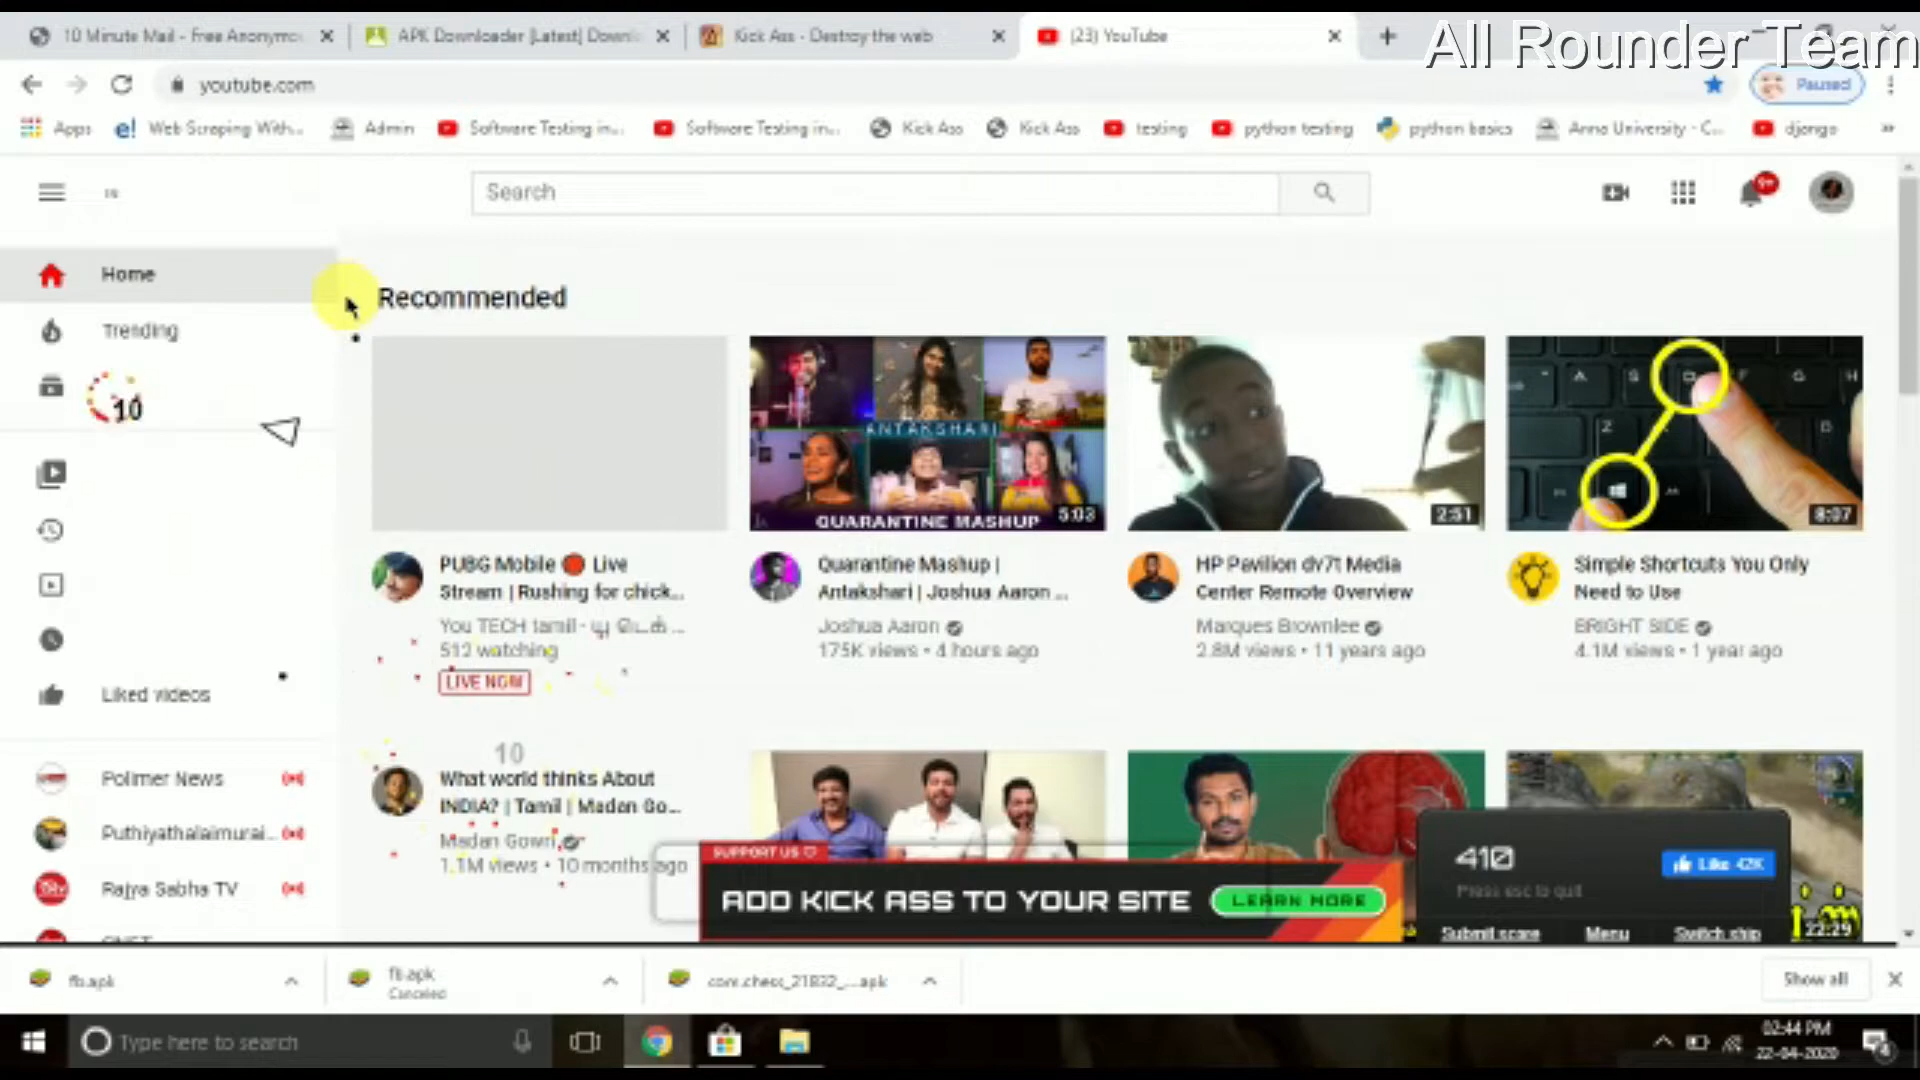 10 Minute Mail - Free Anonymo
APK Downloader [Latest] Downl
Kick Ass - Destroy the web
(23) YouTube
All Rounder Team
youtube.com
Paused
Apps
Web Scraping With...
Admin
Software Testing in...
Software Testing in...
Kick Ass
Kick Ass
testing
python testing
python basics
Anna University - C...
django
IN
Search
9+
Home
Recommended
Trending
10
ANTAKSHARI
QUARANTINE MASHUP
5:03
2:51
8:07
PUBG Mobile 🔴 Live
Stream | Rushing for chick...
You TECH tamil - யு டெக் ...
512 watching
LIVE NOW
Quarantine Mashup |
Antakshari | Joshua Aaron ...
Joshua Aaron
175K views • 4 hours ago
HP Pavilion dv7t Media
Center Remote Overview
Marques Brownlee
2.8M views • 11 years ago
Simple Shortcuts You Only
Need to Use
BRIGHT SIDE
4.1M views • 1 year ago
Liked videos
10
Polimer News
Puthiyathalaimurai...
Rajya Sabha TV
What world thinks About
INDIA? | Tamil | Madan Go...
Madan Gowri
1.1M views • 10 months ago
SUPPORT US
ADD KICK ASS TO YOUR SITE
LEARN MORE
410
Like 42K
Press esc to quit
Submit score
Menu
Switch ship
22:29
fb.apk
fb.apk
Canceled
com.chess_21832_....apk
Show all
Type here to search
02:44 PM
22-04-2020
4